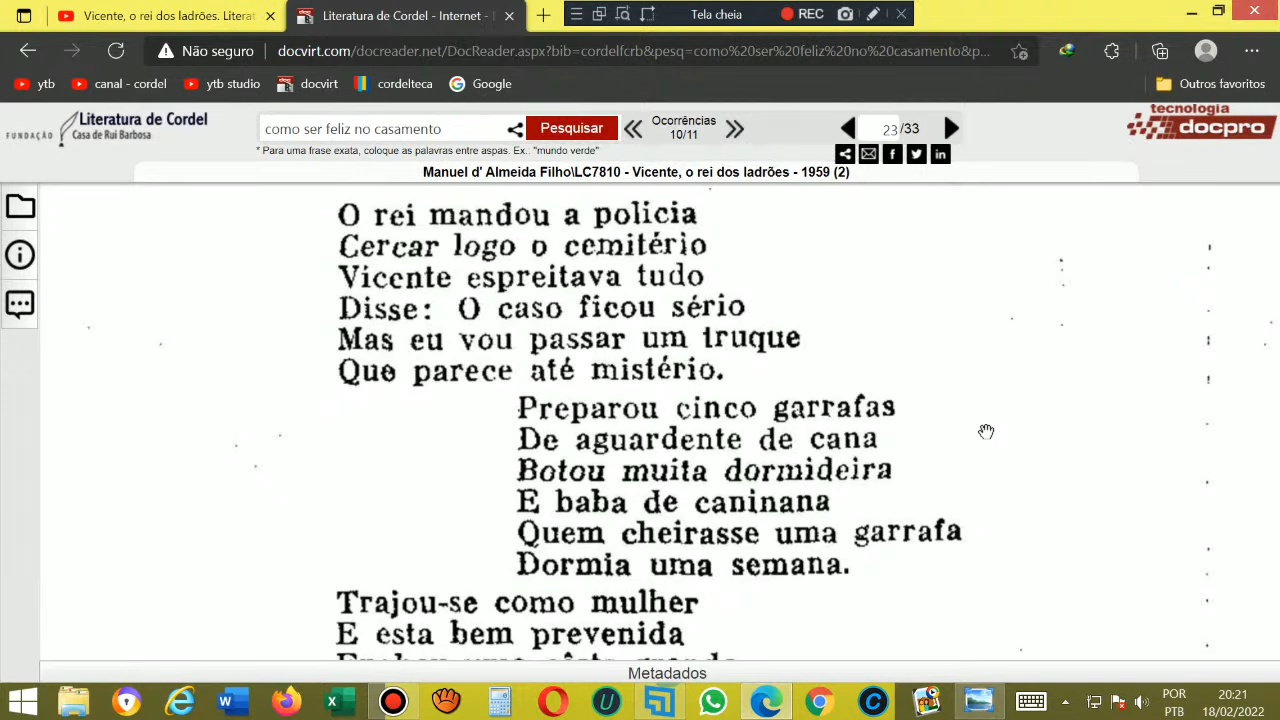 Vicente, o rei dos ladrões. Literat
Literatura de Cordel - Internet - D
Tela cheia
REC
Não seguro
docvirt.com/docreader.net/DocReader.aspx?bib=cordelfcrb&pesq=como%20ser%20feliz%20no%20casamento&p...
ytb
canal - cordel
ytb studio
docvirt
cordelteca
Google
Outros favoritos
FUNDAÇÃO
Literatura de Cordel
Casa de Rui Barbosa
como ser feliz no casamento
Pesquisar
Ocorrências
10/11
23/33
tecnologia
docpro
* Para uma frase exata, coloque as palavras entre aspas. Ex.: "mundo verde"
Manuel d' Almeida Filho\LC7810 - Vicente, o rei dos ladrões - 1959 (2)
O rei mandou a policia
Cercar logo o cemitério
Vicente espreitava tudo
Disse: O caso ficou sério
Mas eu vou passar um truque
Que parece até mistério.
Preparou cinco garrafas
De aguardente de cana
Botou muita dormideira
E baba de caninana
Quem cheirasse uma garrafa
Dormia uma semana.
Trajou-se como mulher
E esta bem prevenida
Metadados
POR
PTB
20:21
18/02/2022